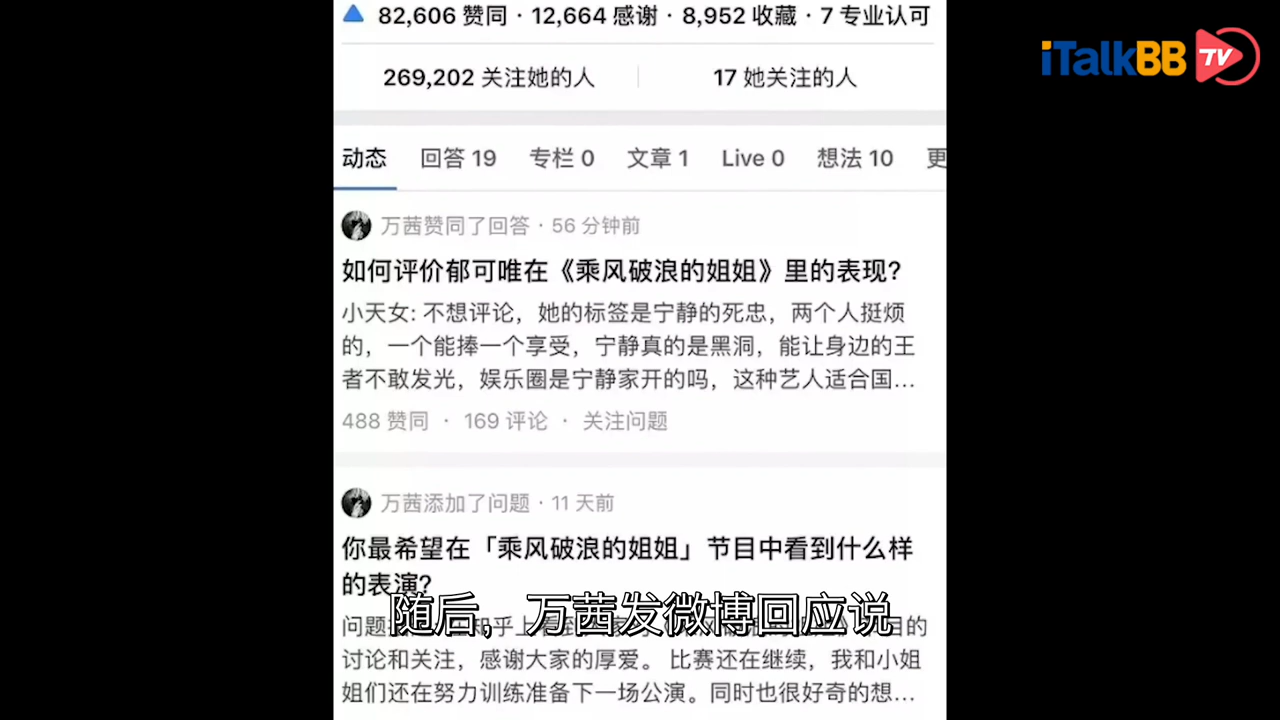 82,606 赞同 · 12,664 感谢 · 8,952 收藏 · 7 专业认可
iTalkBB TV
269,202 关注她的人
17 她关注的人
动态 回答 19 专栏 0 文章 1 Live 0 想法 10 更
万茜赞同了回答 · 56 分钟前
如何评价郁可唯在《乘风破浪的姐姐》里的表现?
小天女: 不想评论，她的标签是宁静的死忠，两个人挺烦
的，一个能捧一个享受，宁静真的是黑洞，能让身边的王
者不敢发光，娱乐圈是宁静家开的吗，这种艺人适合国...
488 赞同 · 169 评论 · 关注问题
万茜添加了问题 · 11 天前
你最希望在「乘风破浪的姐姐」节目中看到什么样
的表演?
随后，万茜发微博回应说
问题
讨论和关注，感谢大家的厚爱。 比赛还在继续，我和小姐
姐们还在努力训练准备下一场公演。同时也很好奇的想...